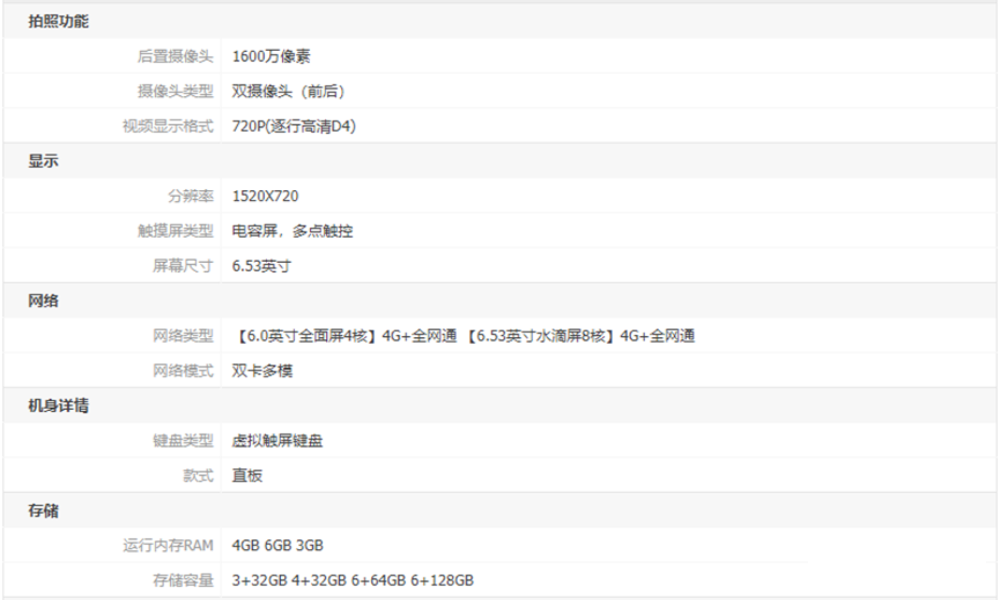 拍照功能
后置摄像头 1600万像素
摄像头类型 双摄像头（前后）
视频显示格式 720P(逐行高清D4)
显示
分辨率 1520X720
触摸屏类型 电容屏，多点触控
屏幕尺寸 6.53英寸
网络
网络类型 【6.0英寸全面屏4核】4G+全网通 【6.53英寸水滴屏8核】4G+全网通
网络模式 双卡多模
机身详情
键盘类型 虚拟触屏键盘
款式 直板
存储
运行内存RAM 4GB 6GB 3GB
存储容量 3+32GB 4+32GB 6+64GB 6+128GB